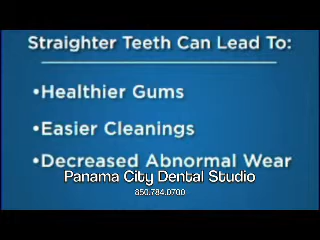 Straighter Teeth Can Lead To:
•Healthier Gums
•Easier Cleanings
•Decreased Abnormal Wear
Panama City Dental Studio
850.784.0700